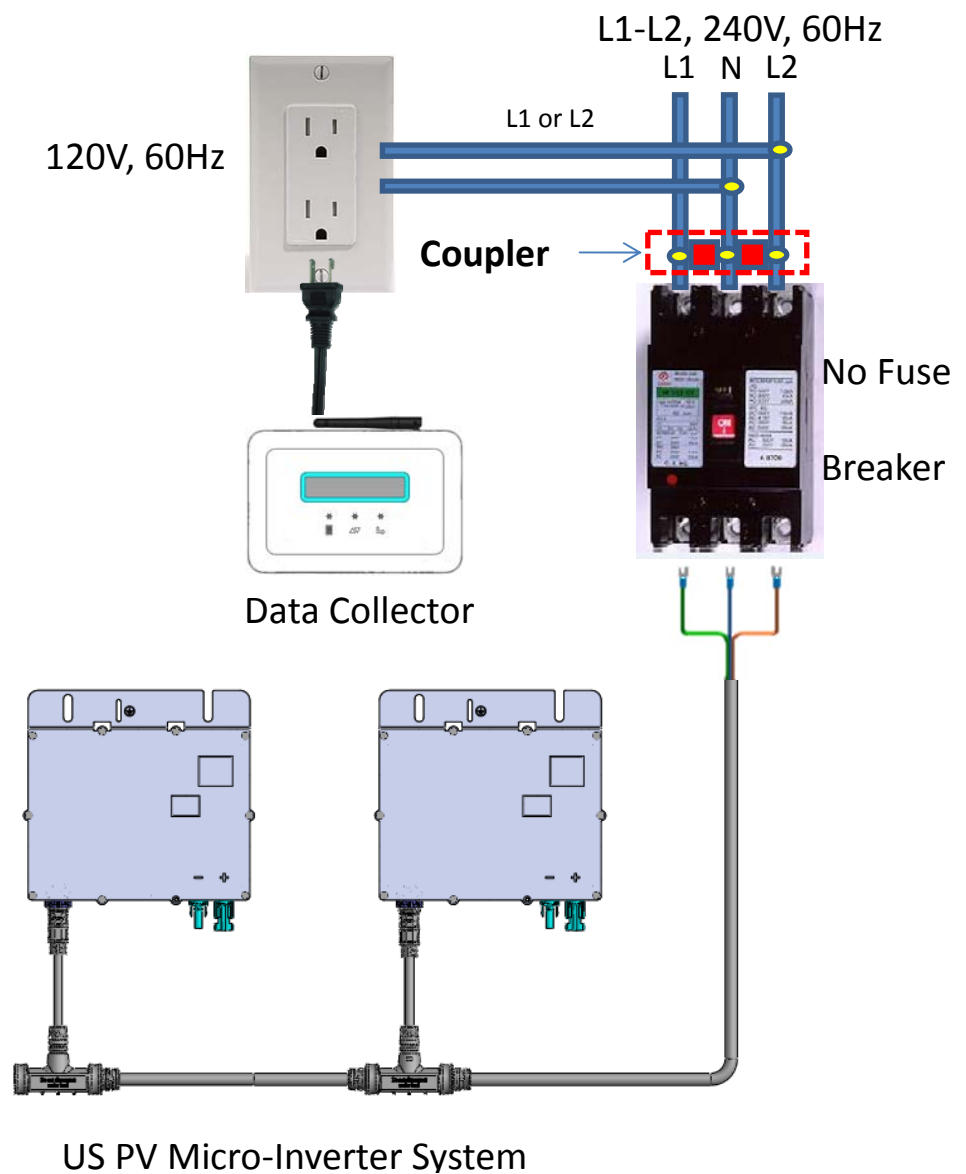 L1-L2, 240V, 60Hz
L1 N L2
L1 or L2
120V, 60Hz
Coupler
No Fuse
Breaker
ON
Data Collector
- +
- +
US PV Micro-Inverter System